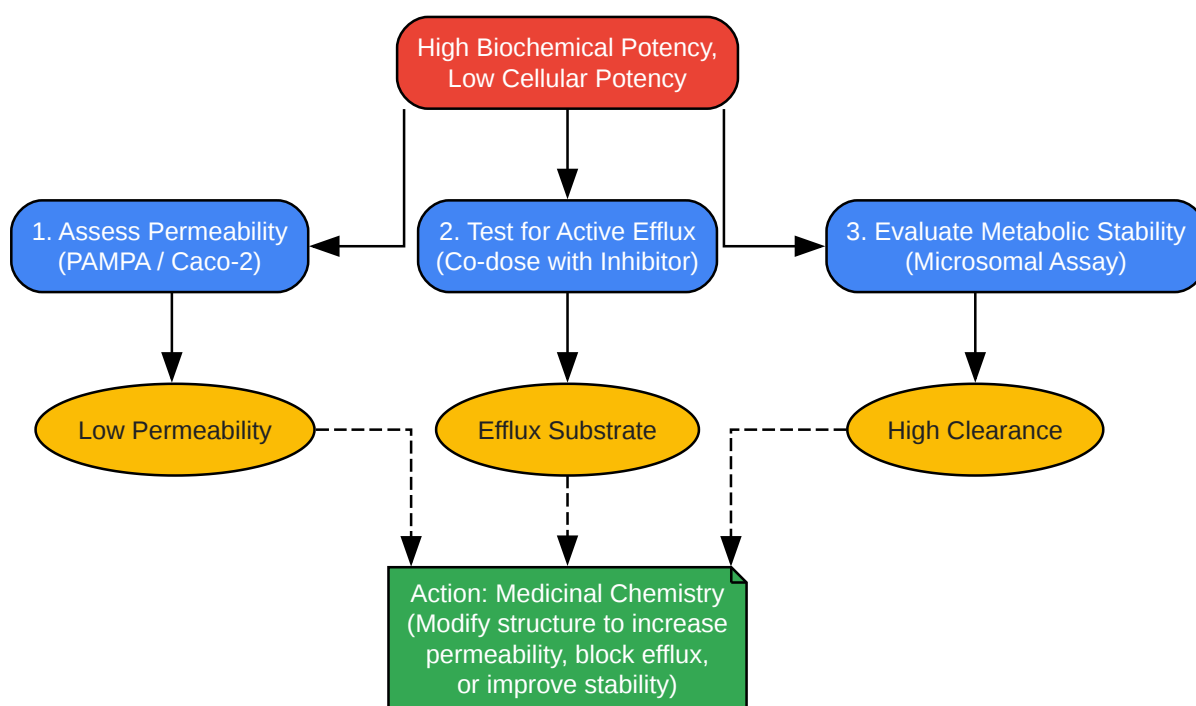 High Biochemical Potency,
Low Cellular Potency
1. Assess Permeability
(PAMPA / Caco-2)
2. Test for Active Efflux
(Co-dose with Inhibitor)
3. Evaluate Metabolic Stability
(Microsomal Assay)
Low Permeability
Efflux Substrate
High Clearance
Action: Medicinal Chemistry
(Modify structure to increase
permeability, block efflux,
or improve stability)